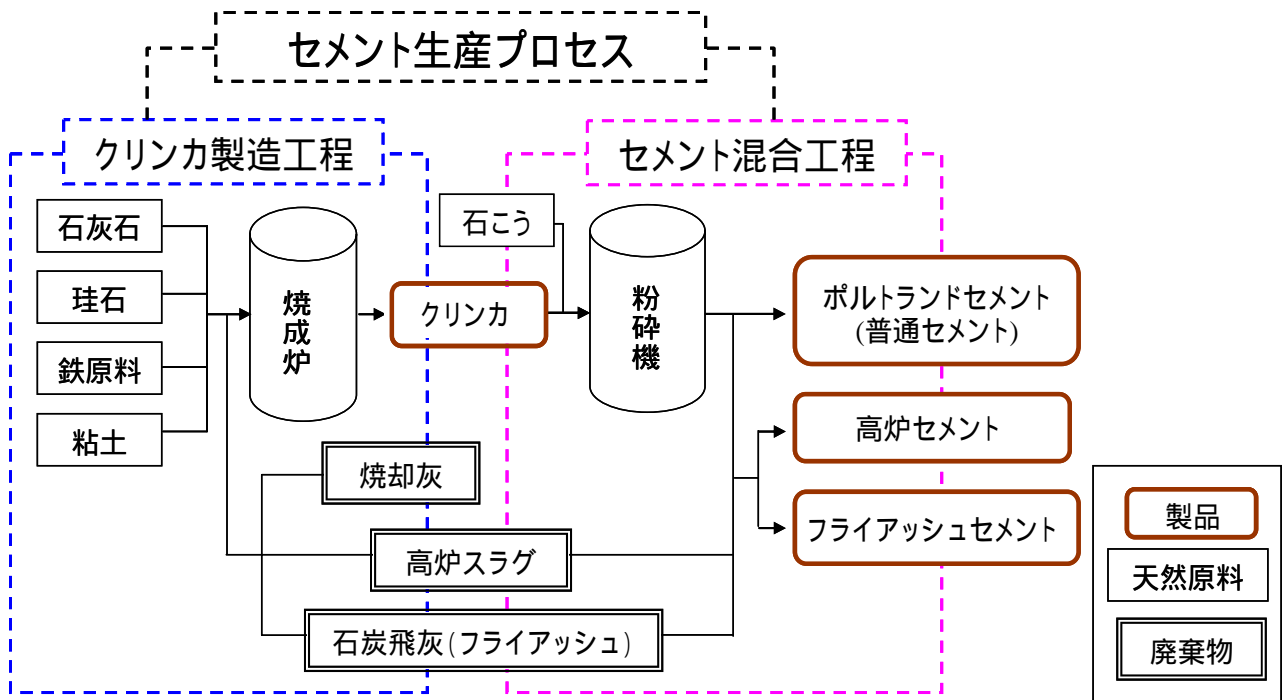 セメント生産プロセス
クリンカ製造工程
セメント混合工程
石灰石
珪石
鉄原料
粘土
焼成炉
クリンカ
石こう
粉砕機
ポルトランドセメント
(普通セメント)
高炉セメント
フライアッシュセメント
焼却灰
高炉スラグ
石炭飛灰(フライアッシュ)
製品
天然原料
廃棄物